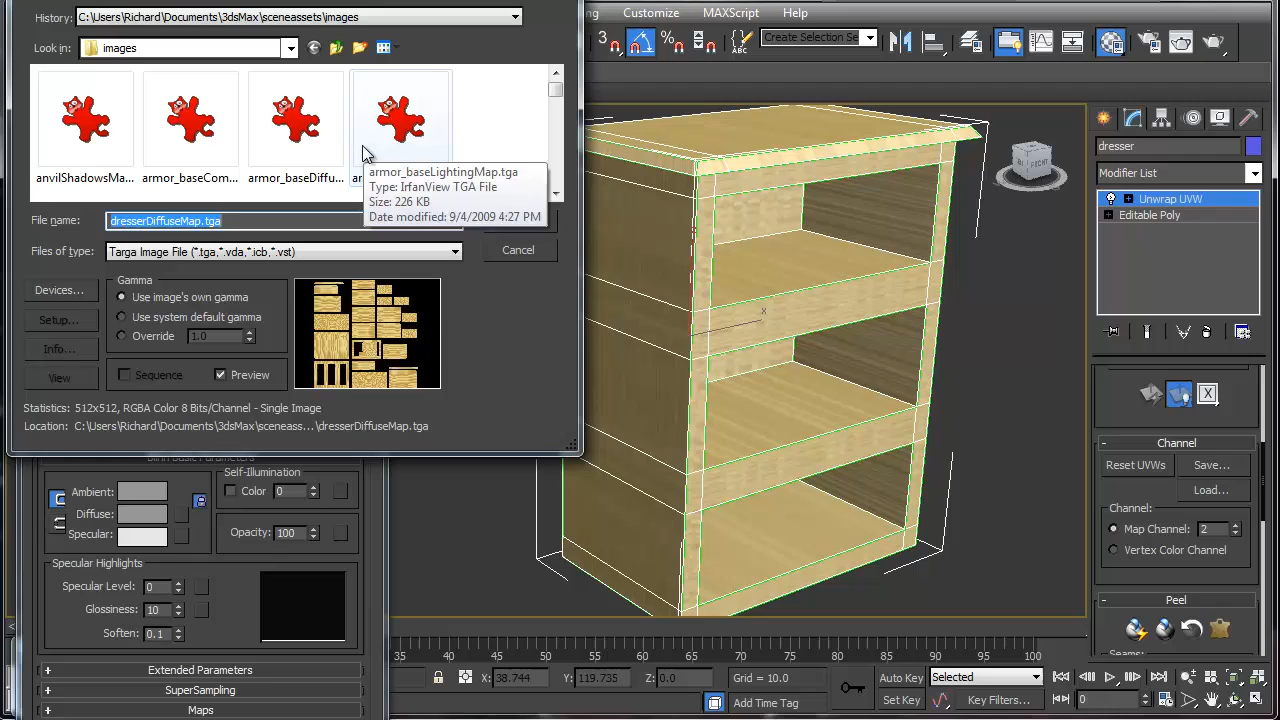 History: C:\Users\Richard\Documents\3dsMax\sceneassets\images
Customize MAXScript Help
Look in: images
3 % ABC Create Selection Se
anvilShadowsMa... armor_baseCom... armor_baseDiffu...
armor_baseLightingMap.tga
Type: IrfanView TGA File
Size: 226 KB
Date modified: 9/4/2009 4:27 PM
File name: dresserDiffuseMap.tga
Files of type: Targa Image File (*.tga,*.vda,*.icb,*.vst)
Cancel
Devices...
Setup...
Info...
View
Gamma
Use image's own gamma
Use system default gamma
Override 1.0
Sequence Preview
Statistics: 512x512, RGBA Color 8 Bits/Channel - Single Image
Location: C:\Users\Richard\Documents\3dsMax\sceneass...\dresserDiffuseMap.tga
Blinn Basic Parameters
Ambient:
Diffuse:
Specular:
Self-Illumination
Color 0
Opacity: 100
Specular Highlights
Specular Level: 0
Glossiness: 10
Soften: 0.1
Extended Parameters
SuperSampling
Maps
x
RIGHT
dresser
Modifier List
Unwrap UVW
Editable Poly
Channel
Reset UVWs Save...
Load...
Channel:
Map Channel: 2
Vertex Color Channel
Peel
Seams:
35 40 45 50 55 60 65 70 75 80 85 90 95 100
X: 38.744 Y: 119.735 Z: 0.0 Grid = 10.0
Add Time Tag
Auto Key Selected
Set Key Key Filters...
0